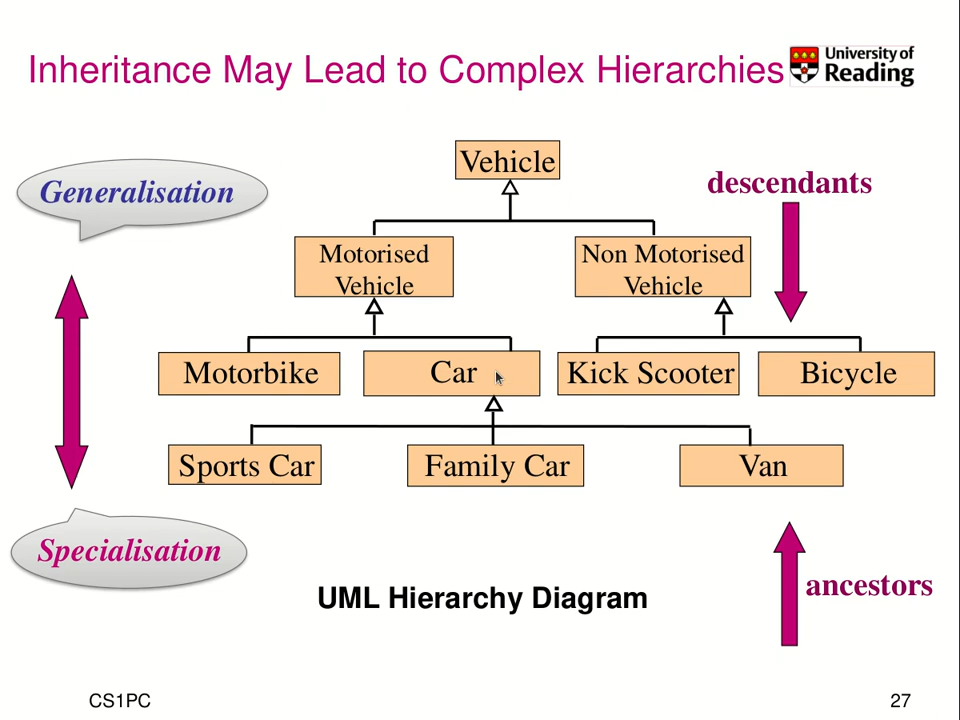 Inheritance May Lead to Complex Hierarchies
University of
Reading
Vehicle
Generalisation
descendants
Motorised
Vehicle
Non Motorised
Vehicle
Motorbike
Car
Kick Scooter
Bicycle
Sports Car
Family Car
Van
Specialisation
ancestors
UML Hierarchy Diagram
CS1PC
27